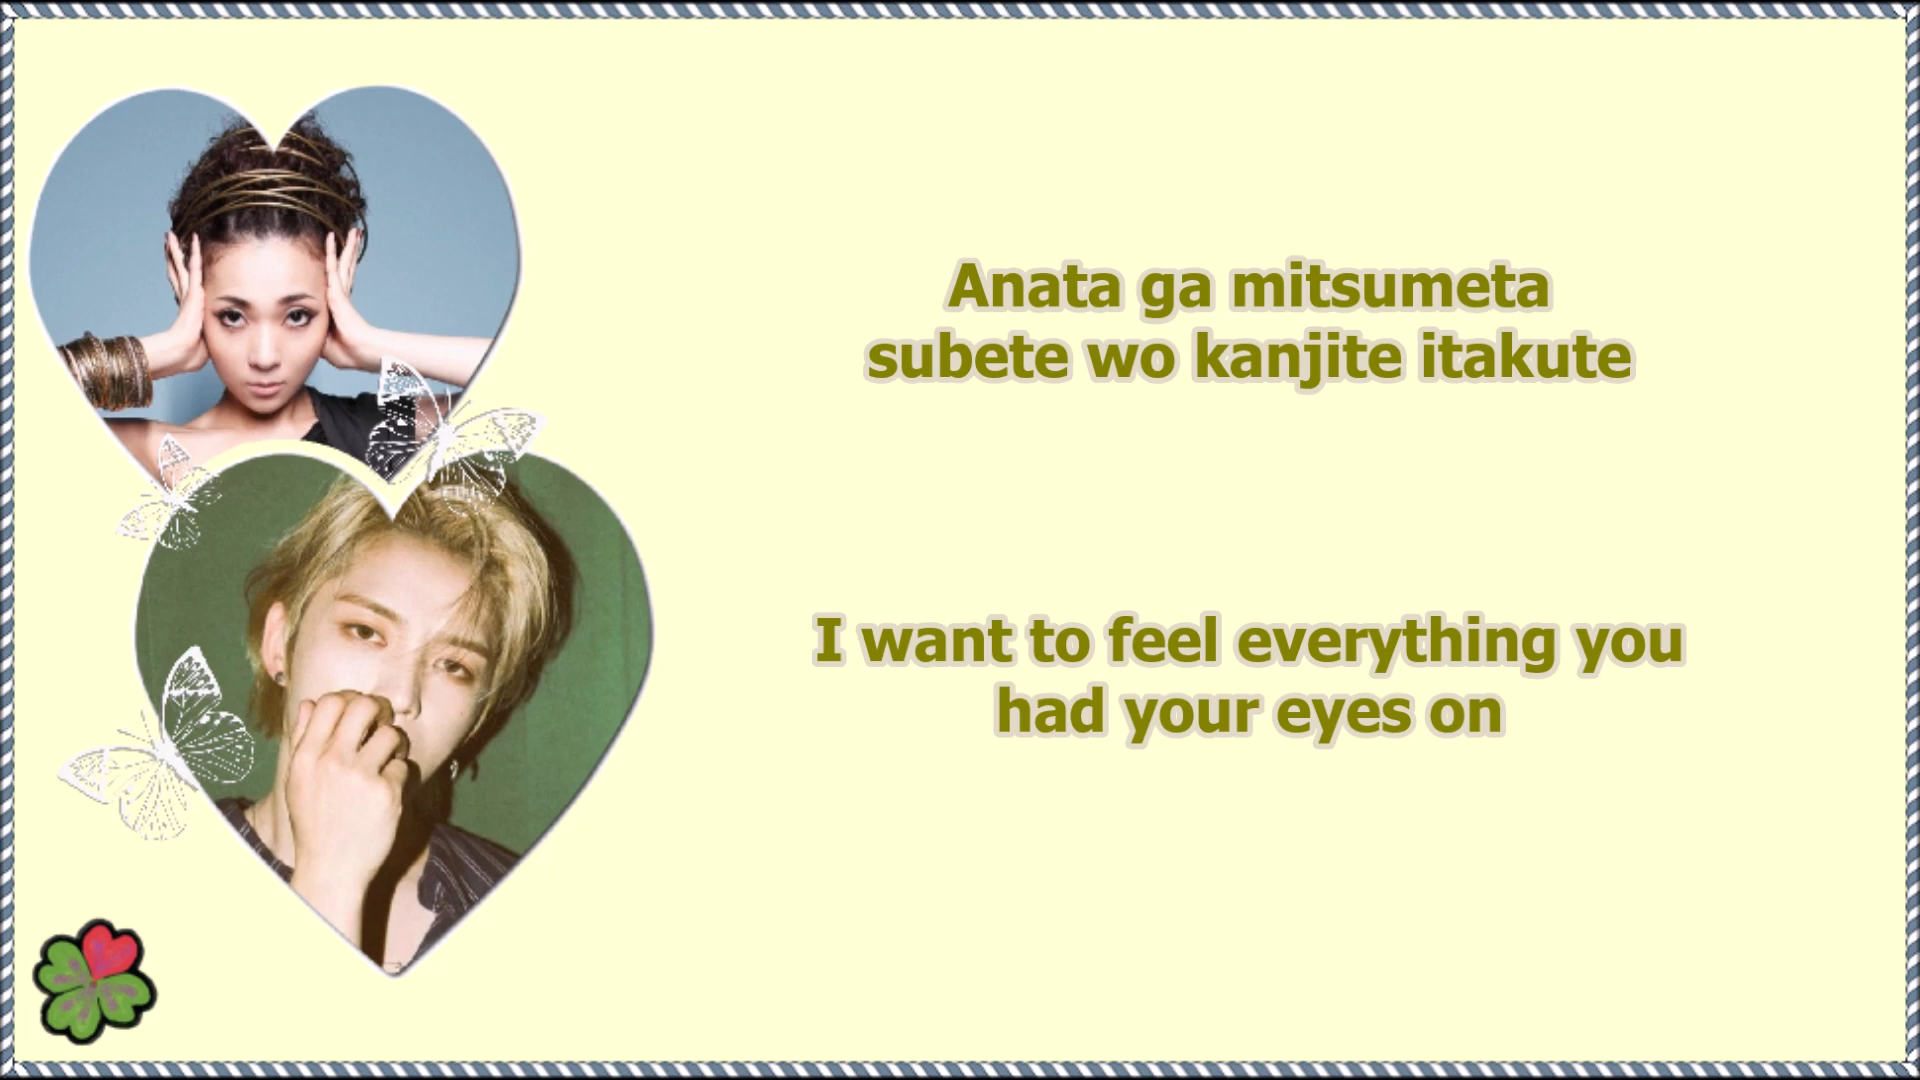 Anata ga mitsumeta
subete wo kanjite itakute
I want to feel everything you
had your eyes on